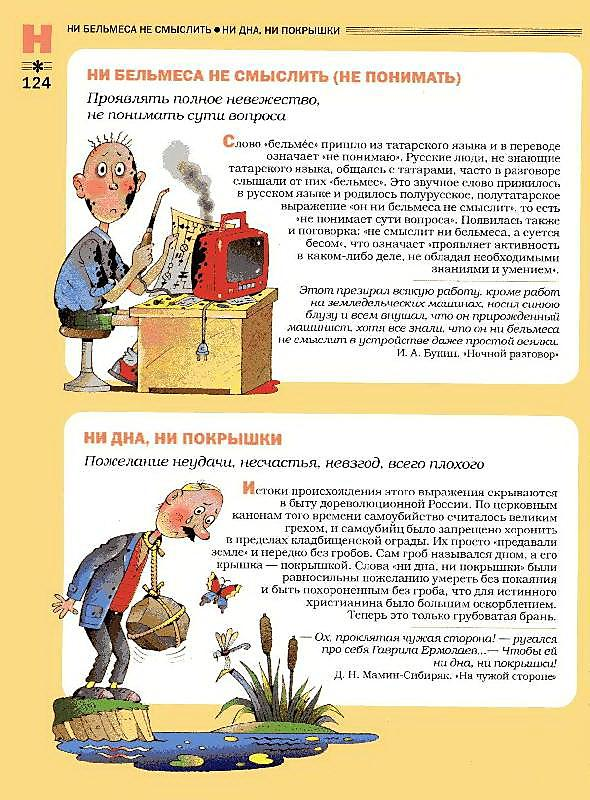 Н
НИ БЕЛЬМЕСА НЕ СМЫСЛИТЬ ● НИ ДНА, НИ ПОКРЫШКИ
124
НИ БЕЛЬМЕСА НЕ СМЫСЛИТЬ (НЕ ПОНИМАТЬ)
Проявлять полное невежество,
не понимать сути вопроса
Слово «бельме́с» пришло из татарского языка и в переводе
означает «не понимаю». Русские люди, не знающие
татарского языка, общаясь с татарами, часто в разговоре
слышали от них «бельмес». Это звучное слово прижилось
в русском языке и родилось полурусское, полутатарское
выражение «он ни бельмеса не смыслит», то есть
«не понимает сути вопроса». Появилась также
и поговорка: «не смыслит ни бельмеса, а суется
бесом», что означает «проявляет активность
в каком-либо деле, не обладая необходимыми
знаниями и умением».
Этот презирал всякую работу, кроме работ
на земледельческих машинах, носил синюю
блузу и всем внушал, что он прирожденный
машинист, хотя все знали, что он ни бельмеса
не смыслит в устройстве даже простой веялки.
И. А. Бунин. «Ночной разговор»
НИ ДНА, НИ ПОКРЫШКИ
Пожелание неудачи, несчастья, невзгод, всего плохого
Истоки происхождения этого выражения скрываются
в быту дореволюционной России. По церковным
канонам того времени самоубийство считалось великим
грехом, и самоубийц было запрещено хоронить
в пределах кладбищенской ограды. Их просто «предавали
земле» и нередко без гробов. Сам гроб назывался дном, а его
крышка — покрышкой. Слова «ни дна, ни покрышки» были
равносильны пожеланию умереть без покаяния
и быть похороненным без гроба, что для истинного
христианина было большим оскорблением.
Теперь это только грубоватая брань.
— Ох, проклятая чужая сторона! — ругался
про себя Гаврила Ермолаев...— Чтобы ей
ни дна, ни покрышки!
Д. Н. Мамин-Сибиряк. «На чужой стороне»